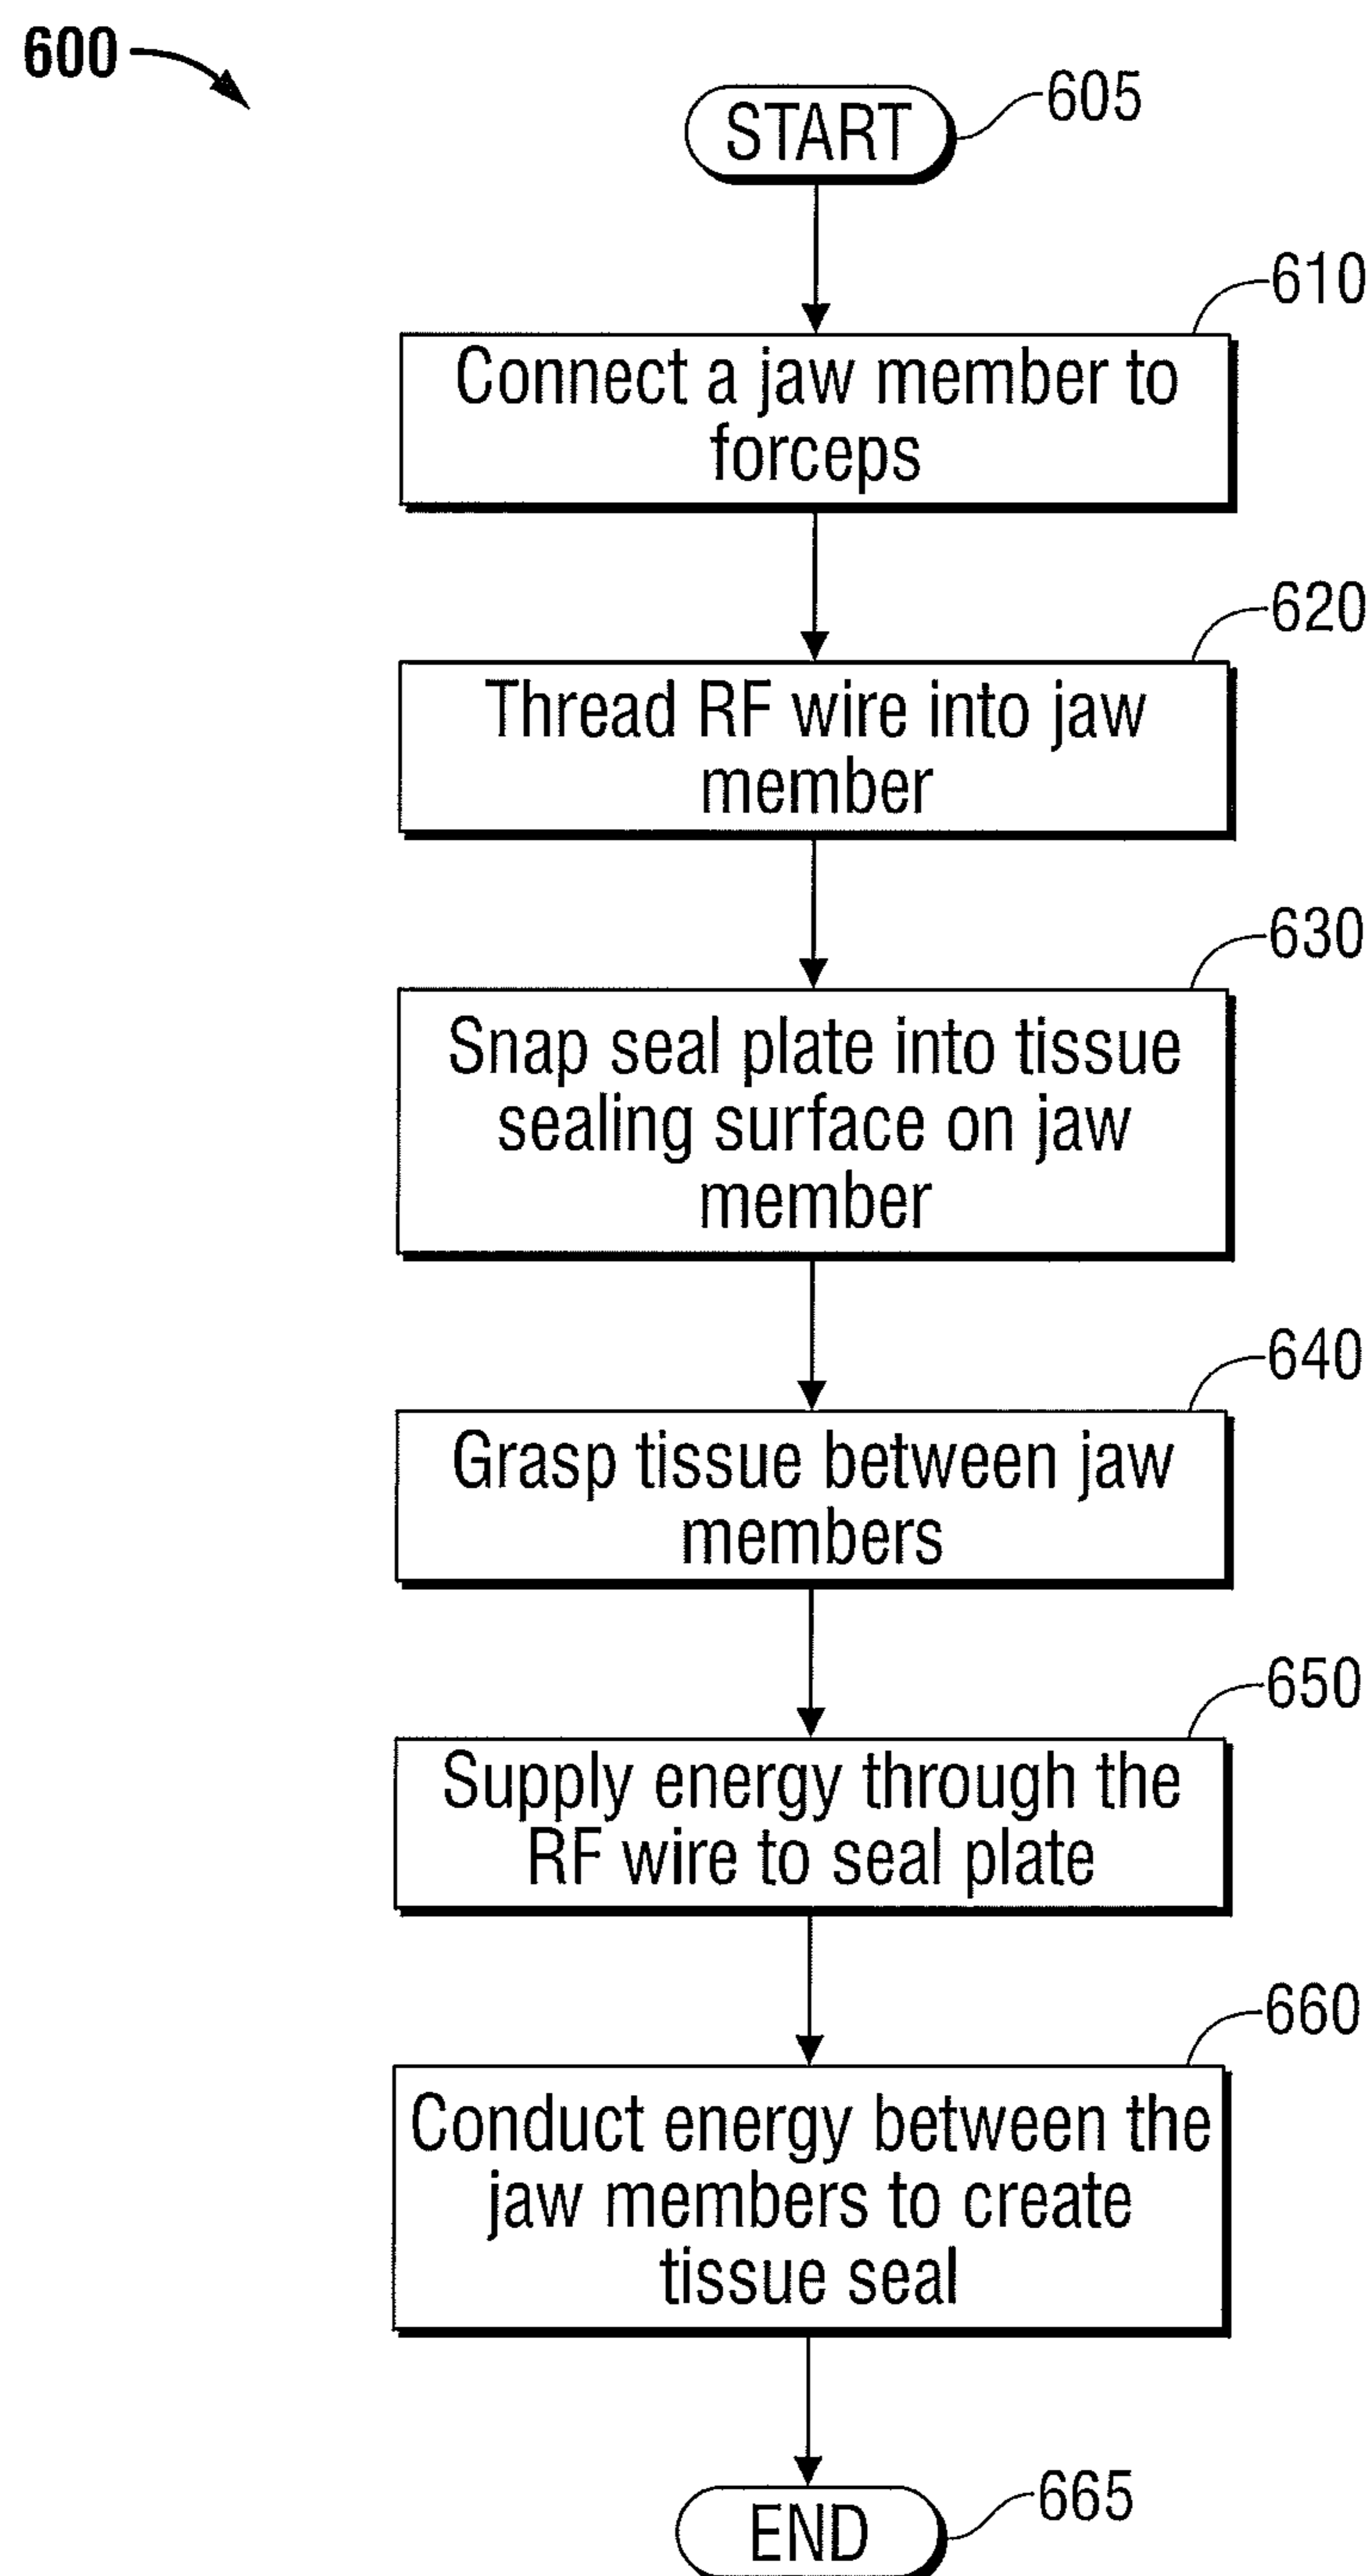 600
START
605
610
Connect a jaw member to
forceps
620
Thread RF wire into jaw
member
630
Snap seal plate into tissue
sealing surface on jaw
member
640
Grasp tissue between jaw
members
650
Supply energy through the
RF wire to seal plate
660
Conduct energy between the
jaw members to create
tissue seal
END
665